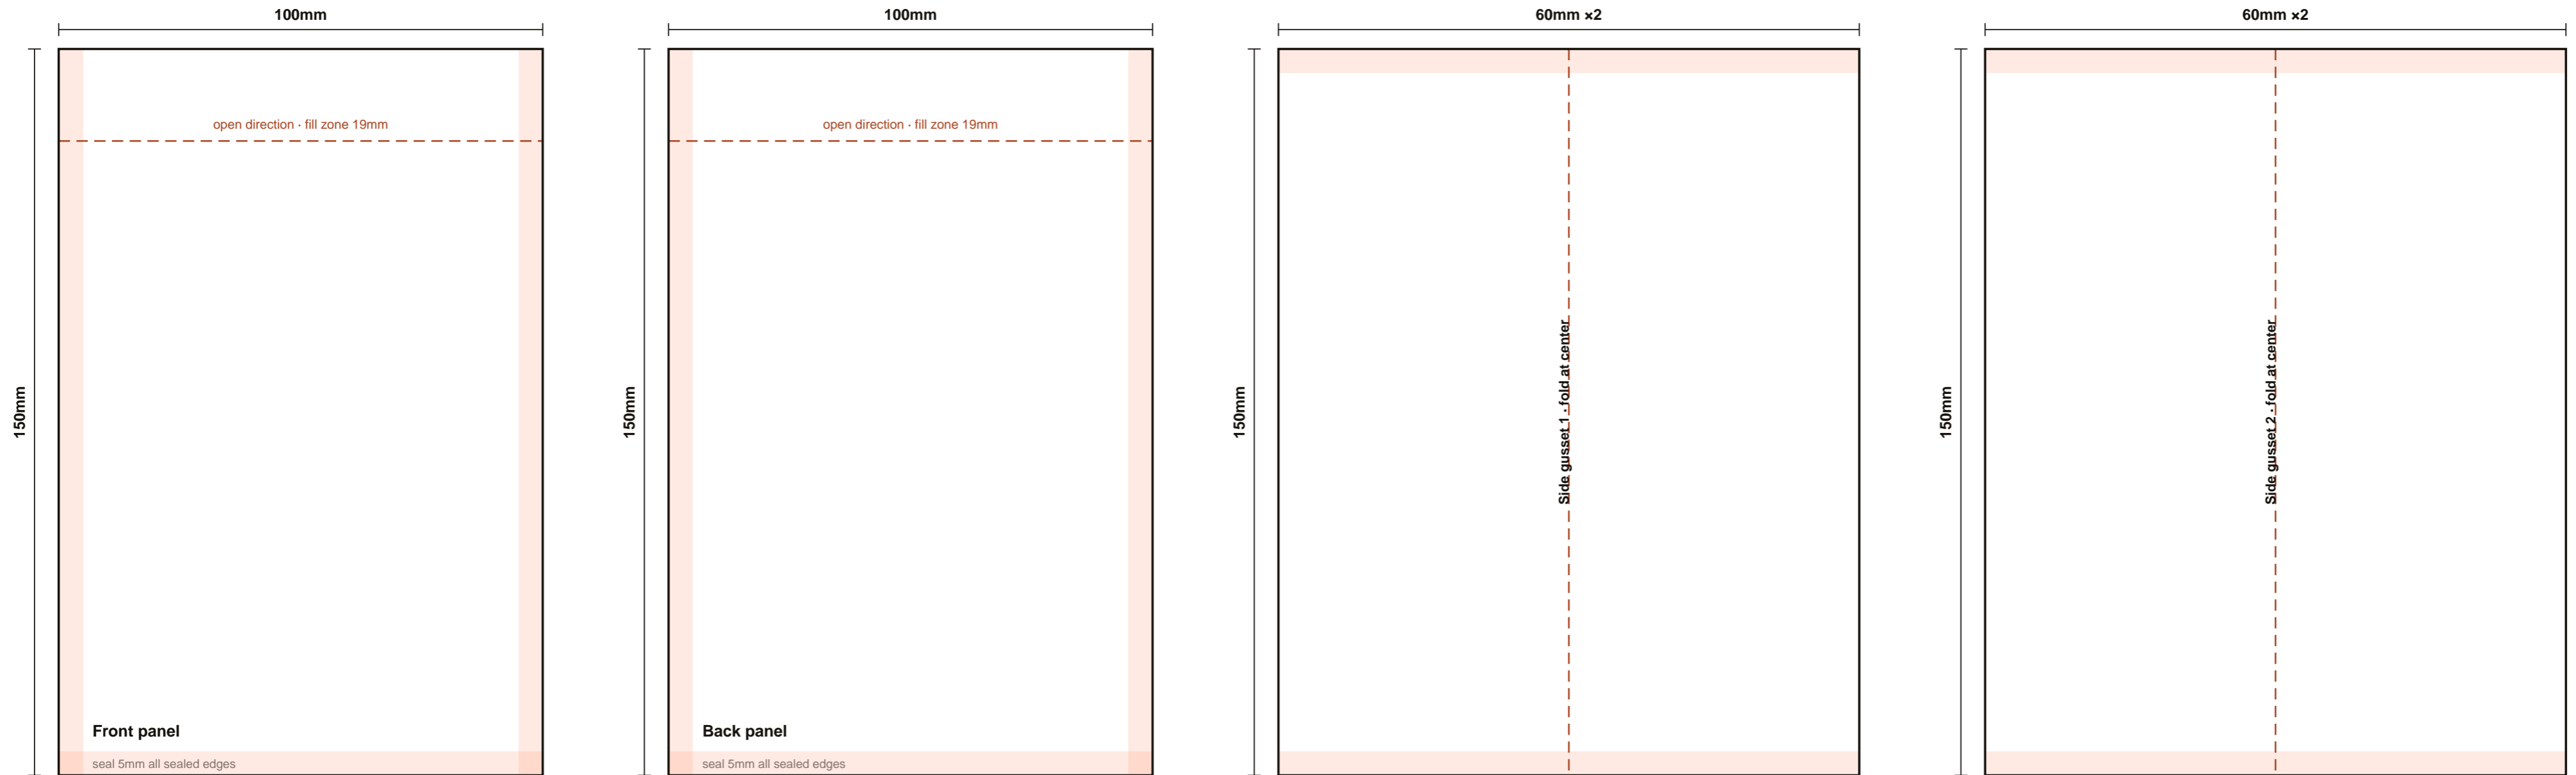 100mm
100mm
60mm ×2
60mm ×2
open direction · fill zone 19mm
open direction · fill zone 19mm
150mm
150mm
150mm
150mm
Side gusset 1 · fold at center
Side gusset 2 · fold at center
Front panel
Back panel
seal 5mm all sealed edges
seal 5mm all sealed edges